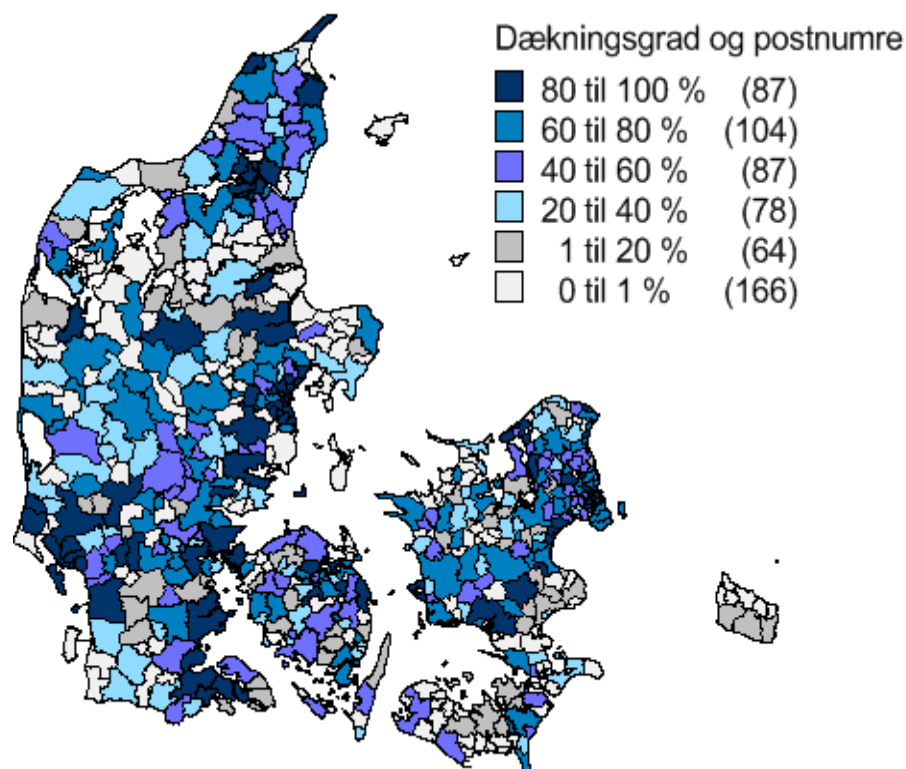 Dækningsgrad og postnumre
80 til 100 % (87)
60 til 80 % (104)
40 til 60 % (87)
20 til 40 % (78)
1 til 20 % (64)
0 til 1 % (166)